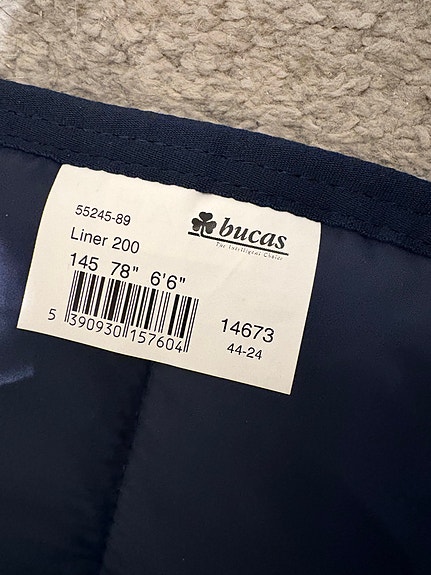 55245-89
Liner 200
145 78" 6'6"
5 390930 157604
bucas
The Intelligent Choice
14673
44-24